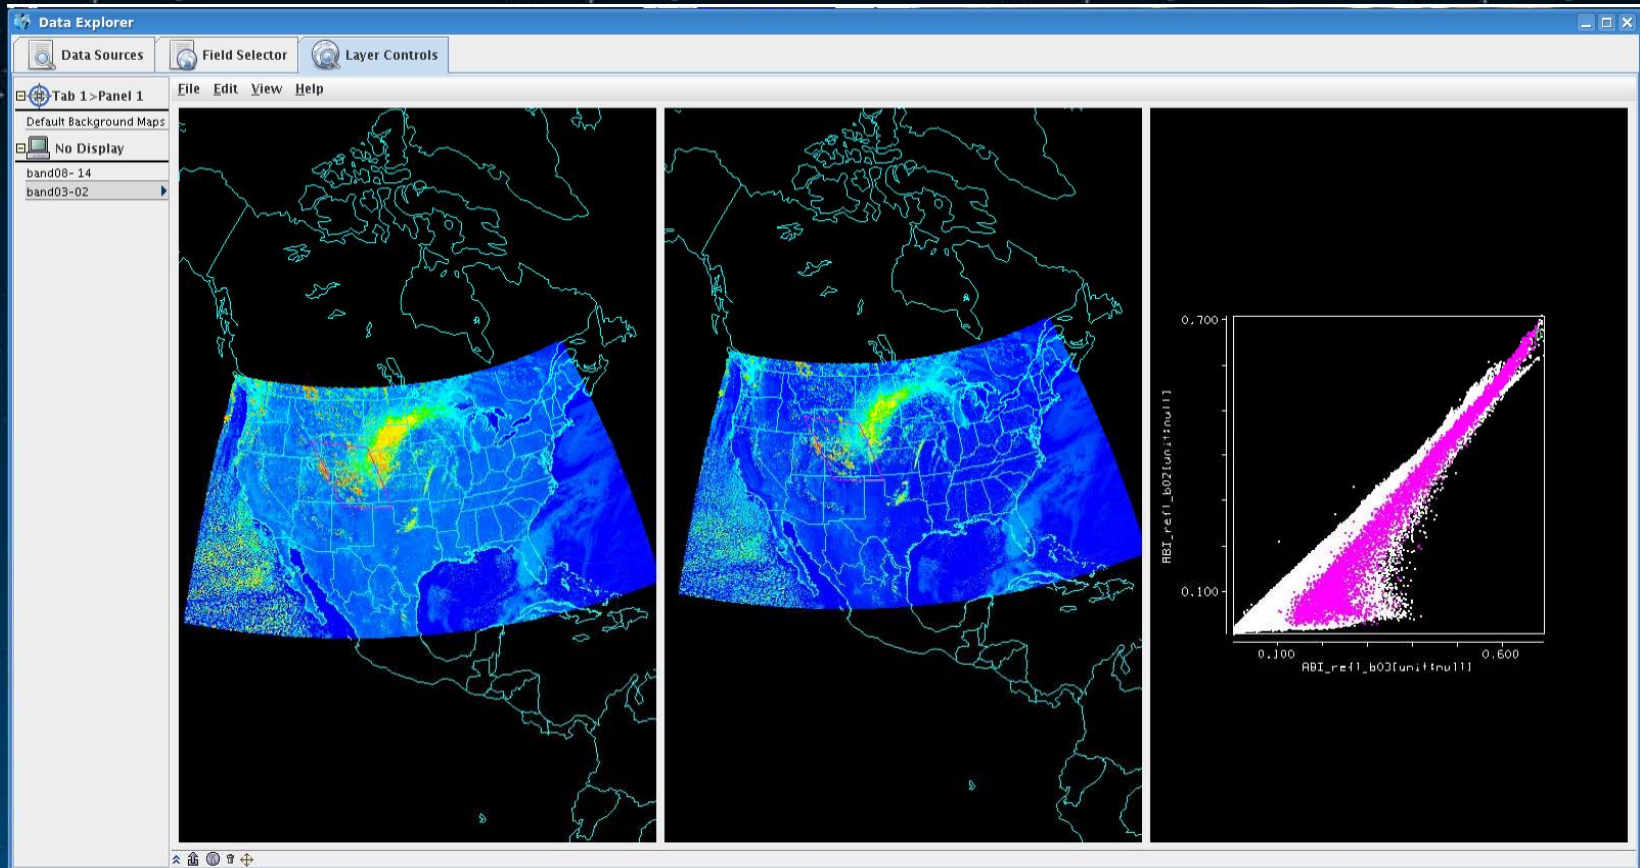 Data Explorer
Data Sources
Field Selector
Layer Controls
Tab 1>Panel 1
File Edit View Help
Default Background Maps
No Display
band08- 14
band03-02
0.700
ABI_refl_b02[unit:null]
0.100
0.100
0.600
ABI_refl_b03[unit:null]